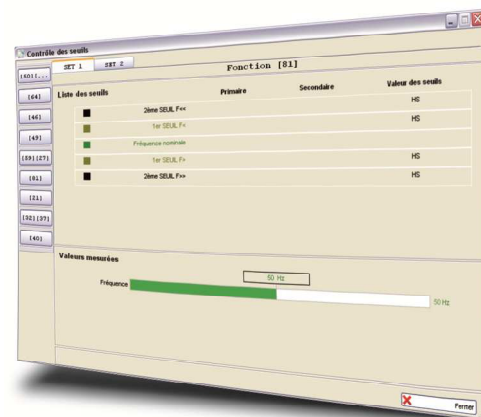 Contrôle des seuils
SET 1 SET 2
Fonction [81]
[50][...
[64]
[46]
[49]
[59][27]
[81]
[21]
[32][37]
[40]
Liste des seuils Primaire Secondaire Valeur des seuils
2ème SEUIL F<< HS
1er SEUIL F< HS
Fréquence nominale
1er SEUIL F> HS
2ème SEUIL F>> HS
Valeurs mesurées
50 Hz
Fréquence 50 Hz
Fermer